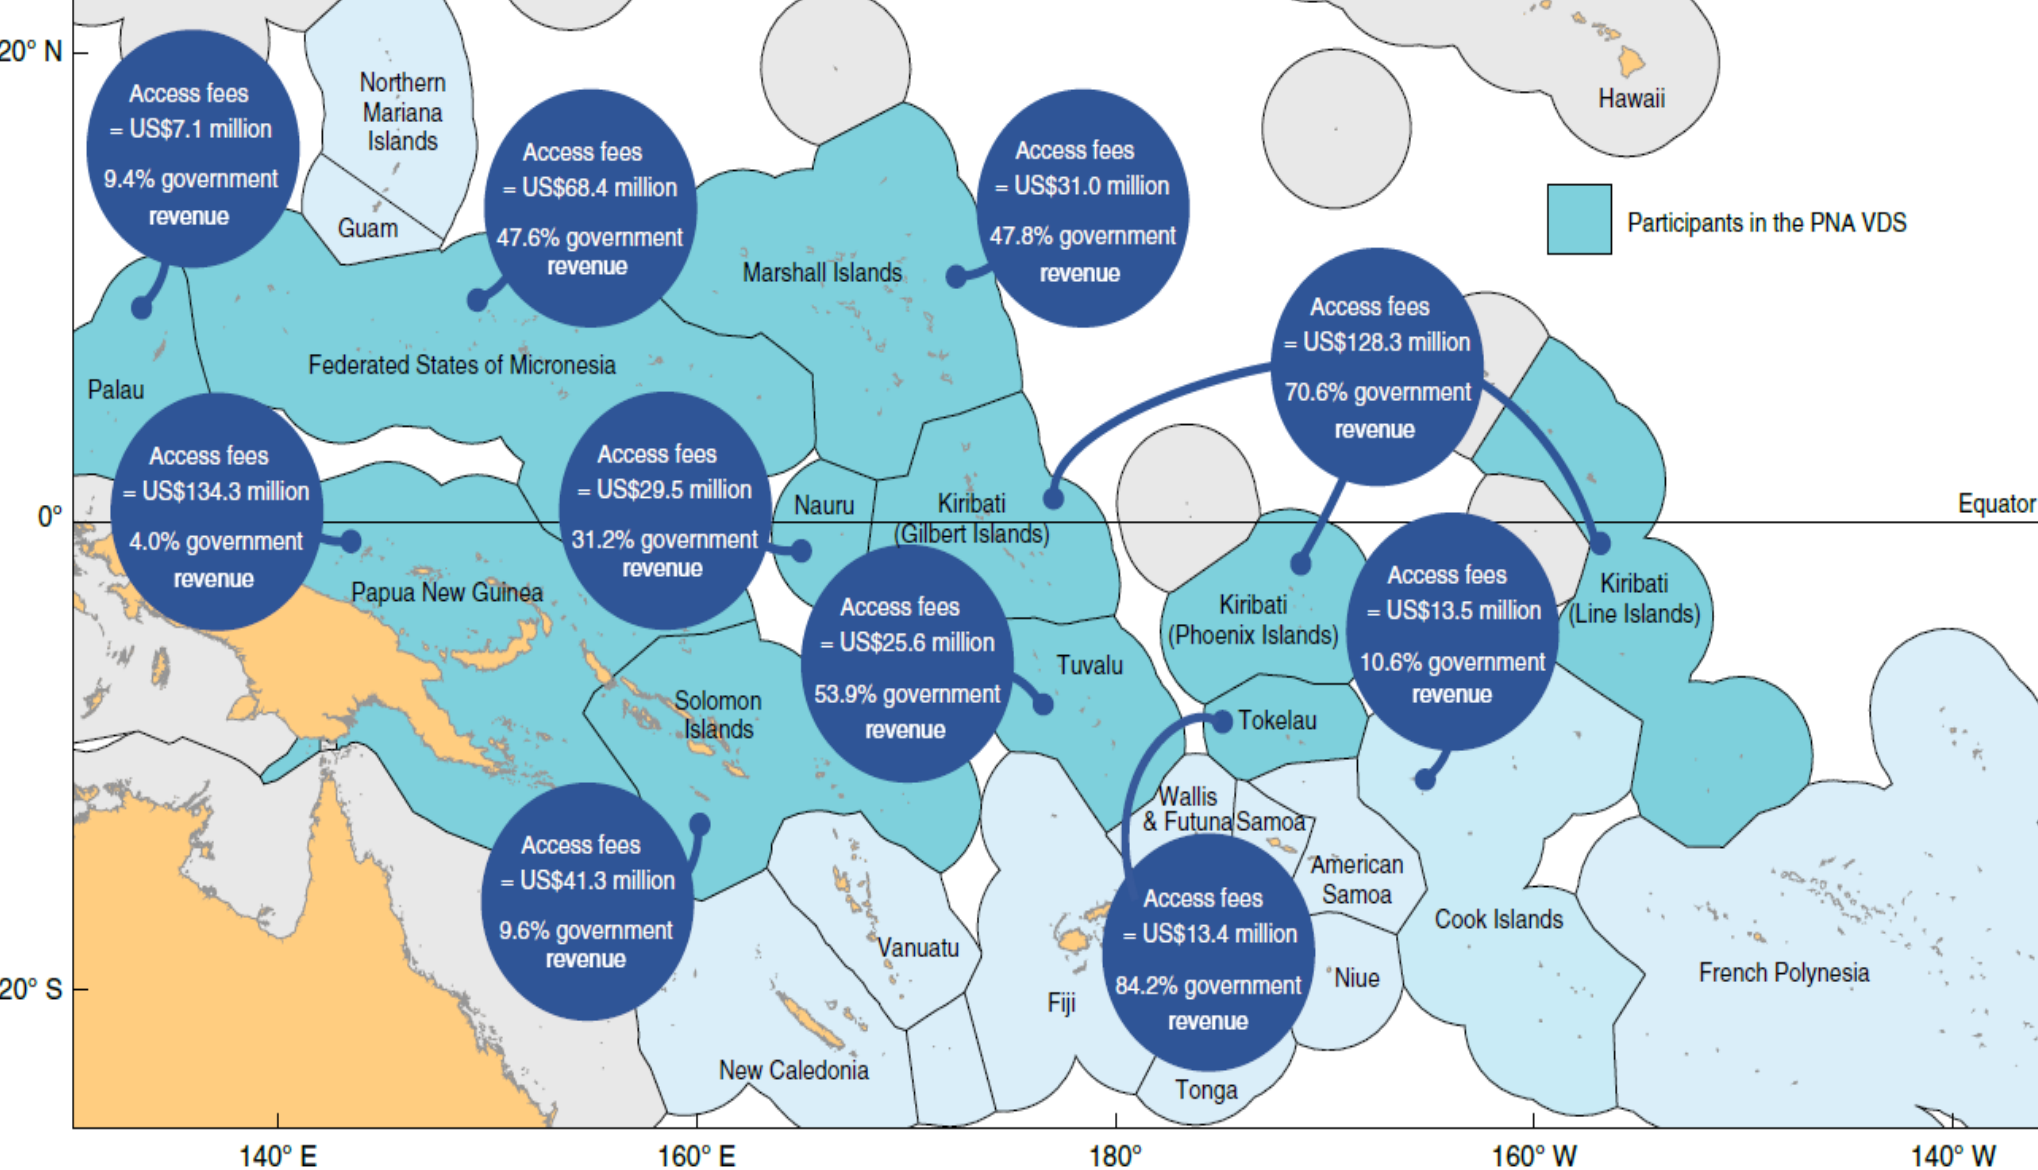 20° N
0°
20° S
140° E
160° E
180°
160° W
140° W
Equator
Hawaii
Participants in the PNA VDS
Access fees
= US$7.1 million
9.4% government
revenue
Northern
Mariana
Islands
Guam
Access fees
= US$68.4 million
47.6% government
revenue
Access fees
= US$31.0 million
47.8% government
revenue
Marshall Islands
Federated States of Micronesia
Palau
Access fees
= US$128.3 million
70.6% government
revenue
Access fees
= US$134.3 million
4.0% government
revenue
Access fees
= US$29.5 million
31.2% government
revenue
Nauru
Kiribati
(Gilbert Islands)
Papua New Guinea
Access fees
= US$25.6 million
53.9% government
revenue
Tuvalu
Kiribati
(Phoenix Islands)
Access fees
= US$13.5 million
10.6% government
revenue
Kiribati
(Line Islands)
Solomon
Islands
Tokelau
Access fees
= US$41.3 million
9.6% government
revenue
Wallis
& Futuna
Samoa
American
Samoa
Access fees
= US$13.4 million
84.2% government
revenue
Vanuatu
Fiji
Niue
Cook Islands
French Polynesia
New Caledonia
Tonga